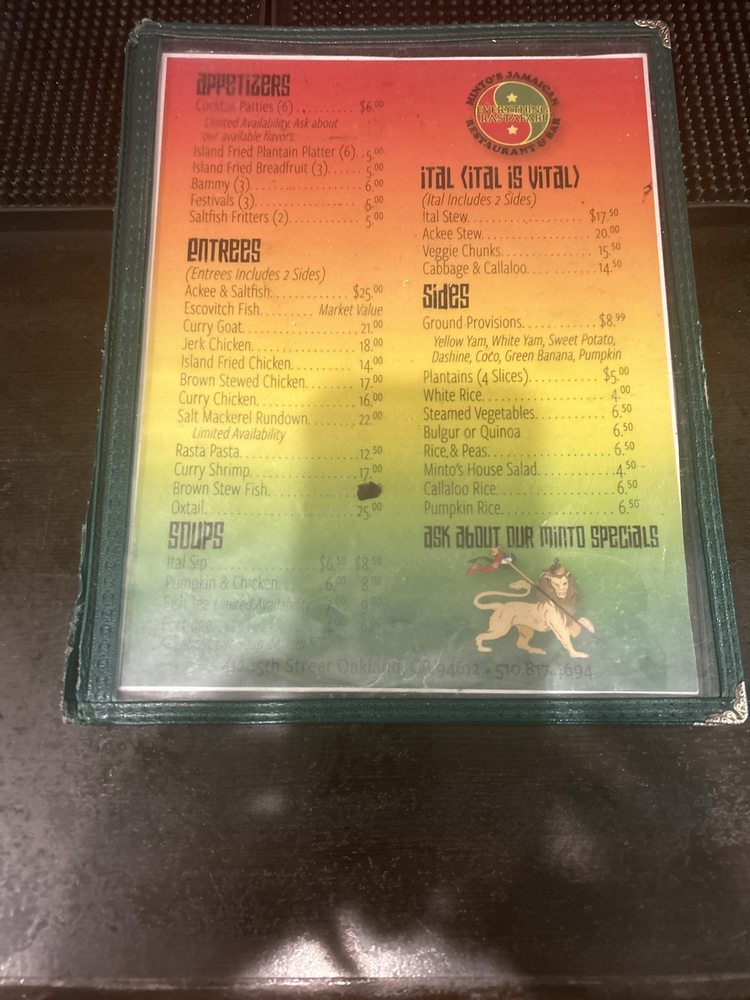 APPETIZERS
Cocktail Patties (6)............ $6.00
Limited Availability. Ask about
our available flavors.
Island Fried Plantain Platter (6)..5.00
Island Fried Breadfruit (3)........5.00
Bammy (3)........6.00
Festivals (3)........6.00
Saltfish Fritters (2)........5.00
ENTREES
(Entrees Includes 2 Sides)
Ackee & Saltfish........$25.00
Escovitch Fish.... Market Value
Curry Goat........21.00
Jerk Chicken........18.00
Island Fried Chicken........14.00
Brown Stewed Chicken........17.00
Curry Chicken........16.00
Salt Mackerel Rundown........22.00
Limited Availability
Rasta Pasta........12.50
Curry Shrimp........17.00
Brown Stew Fish........
Oxtail........25.00
SOUPS
Ital Sip........$6.50 $8.50
Pumpkin & Chicken....6.00 8.00
Fish Tea Limited Availability
MINTO'S JAMAICAN
EVERYTHING
RASTAFARI
RESTAURANT & BAR
ITAL (ITAL IS VITAL)
(Ital Includes 2 Sides)
Ital Stew........$17.50
Ackee Stew........20.00
Veggie Chunks........15.50
Cabbage & Callaloo........14.50
SIDES
Ground Provisions........$8.99
Yellow Yam, White Yam, Sweet Potato,
Dashine, Coco, Green Banana, Pumpkin
Plantains (4 Slices)........$5.00
White Rice........4.00
Steamed Vegetables........6.50
Bulgur or Quinoa 6.50
Rice & Peas........6.50
Minto's House Salad........4.50
Callaloo Rice........6.50
Pumpkin Rice........6.50
ASK ABOUT OUR MINTO SPECIALS
15th Street Oakland, CA 94612 •